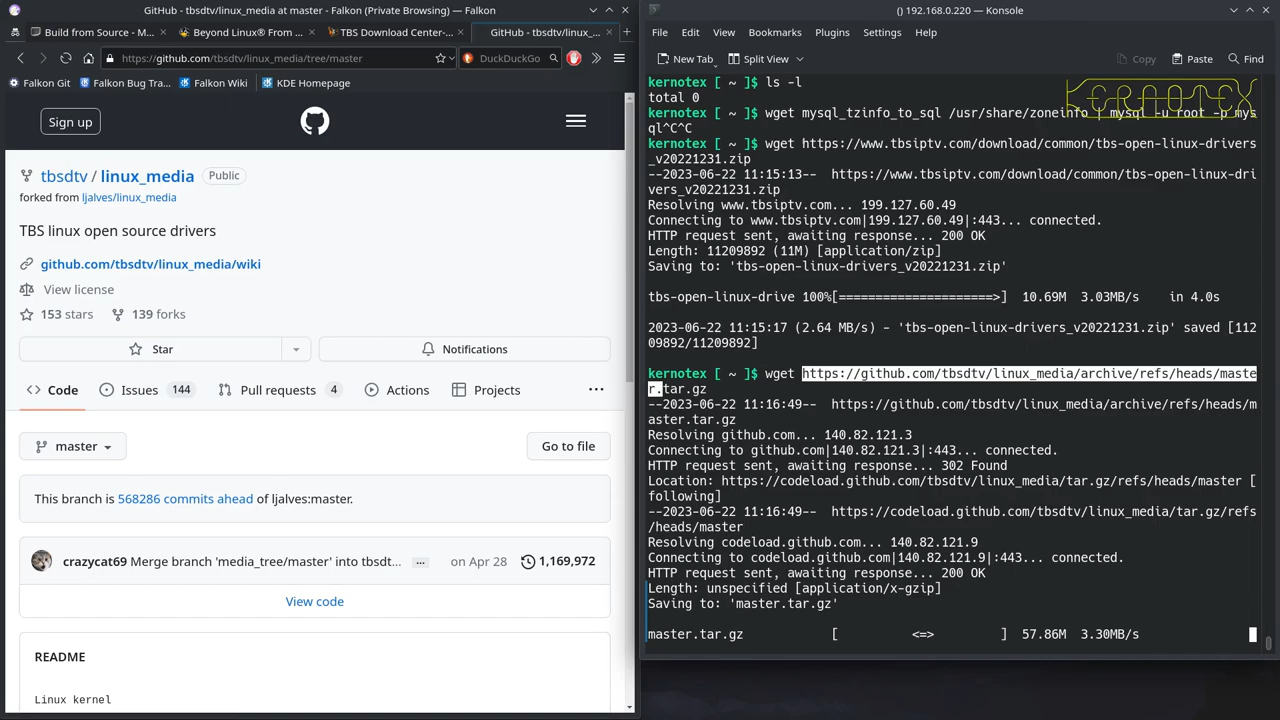 GitHub - tbsdtv/linux_media at master - Falkon (Private Browsing) — Falkon
Build from Source - M...
Beyond Linux® From ...
TBS Download Center-...
GitHub - tbsdtv/linux_...
https://github.com/tbsdtv/linux_media/tree/master
DuckDuckGo
Falkon Git
Falkon Bug Tra...
Falkon Wiki
KDE Homepage
Sign up
tbsdtv / linux_media Public
forked from ljalves/linux_media
TBS linux open source drivers
github.com/tbsdtv/linux_media/wiki
View license
153 stars 139 forks
Star
Notifications
Code
Issues 144
Pull requests 4
Actions
Projects
master
Go to file
This branch is 568286 commits ahead of ljalves:master.
crazycat69 Merge branch 'media_tree/master' into tbsdt... on Apr 28 1,169,972
View code
README
Linux kernel
() 192.168.0.220 — Konsole
File Edit View Bookmarks Plugins Settings Help
New Tab Split View Copy Paste Find
KERNOTEX
kernotex [ ~ ]$ ls -l
total 0
kernotex [ ~ ]$ wget mysql_tzinfo_to_sql /usr/share/zoneinfo | mysql -u root -p mys
ql^C^C
kernotex [ ~ ]$ wget https://www.tbsiptv.com/download/common/tbs-open-linux-drivers
_v20221231.zip
--2023-06-22 11:15:13-- https://www.tbsiptv.com/download/common/tbs-open-linux-dri
vers_v20221231.zip
Resolving www.tbsiptv.com... 199.127.60.49
Connecting to www.tbsiptv.com|199.127.60.49|:443... connected.
HTTP request sent, awaiting response... 200 OK
Length: 11209892 (11M) [application/zip]
Saving to: 'tbs-open-linux-drivers_v20221231.zip'
tbs-open-linux-drive 100%[=====================>] 10.69M 3.03MB/s in 4.0s
2023-06-22 11:15:17 (2.64 MB/s) - 'tbs-open-linux-drivers_v20221231.zip' saved [112
09892/11209892]
kernotex [ ~ ]$ wget https://github.com/tbsdtv/linux_media/archive/refs/heads/maste
r.tar.gz
--2023-06-22 11:16:49-- https://github.com/tbsdtv/linux_media/archive/refs/heads/m
aster.tar.gz
Resolving github.com... 140.82.121.3
Connecting to github.com|140.82.121.3|:443... connected.
HTTP request sent, awaiting response... 302 Found
Location: https://codeload.github.com/tbsdtv/linux_media/tar.gz/refs/heads/master [
following]
--2023-06-22 11:16:49-- https://codeload.github.com/tbsdtv/linux_media/tar.gz/refs
/heads/master
Resolving codeload.github.com... 140.82.121.9
Connecting to codeload.github.com|140.82.121.9|:443... connected.
HTTP request sent, awaiting response... 200 OK
Length: unspecified [application/x-gzip]
Saving to: 'master.tar.gz'
master.tar.gz [ <=> ] 57.86M 3.30MB/s